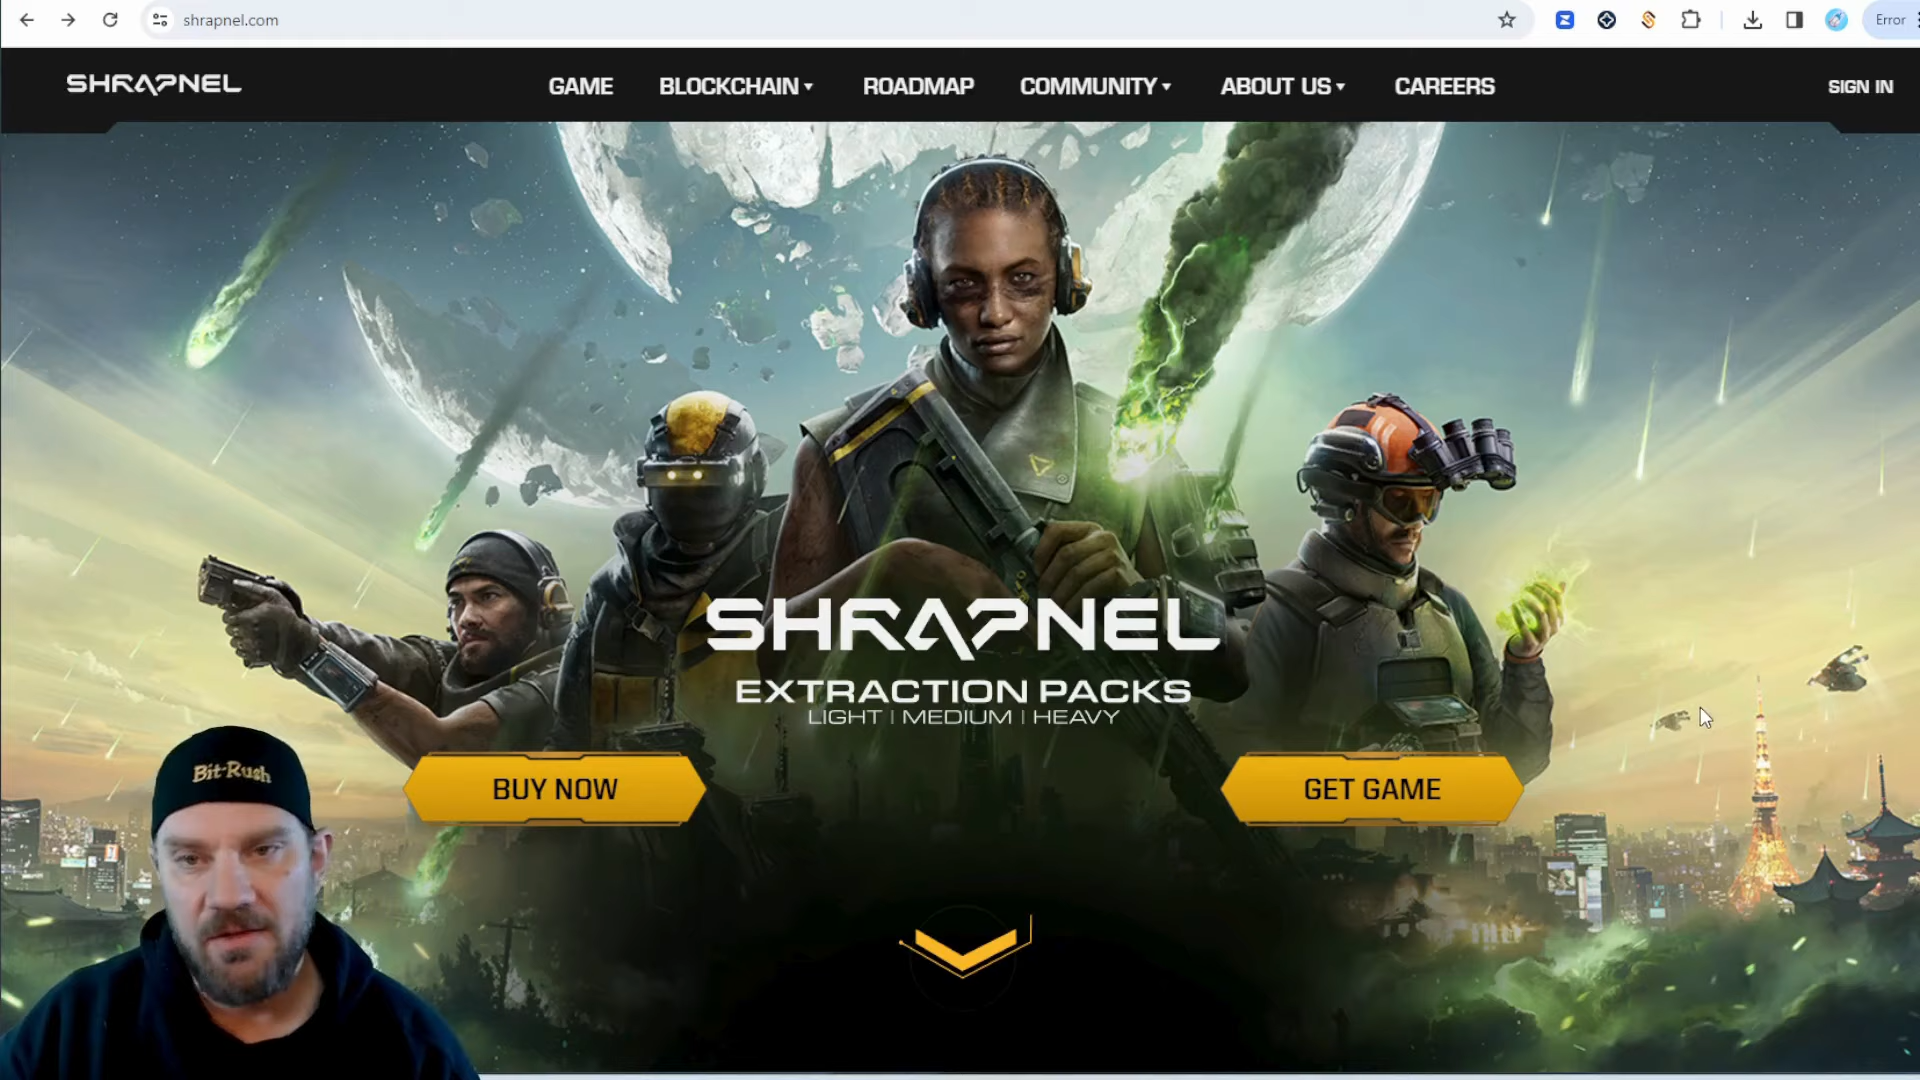 shrapnel.com
Error
SHRAPNEL
GAME
BLOCKCHAIN
ROADMAP
COMMUNITY
ABOUT US
CAREERS
SIGN IN
SHRAPNEL
EXTRACTION PACKS
LIGHT | MEDIUM | HEAVY
BUY NOW
GET GAME
Bit-Rush